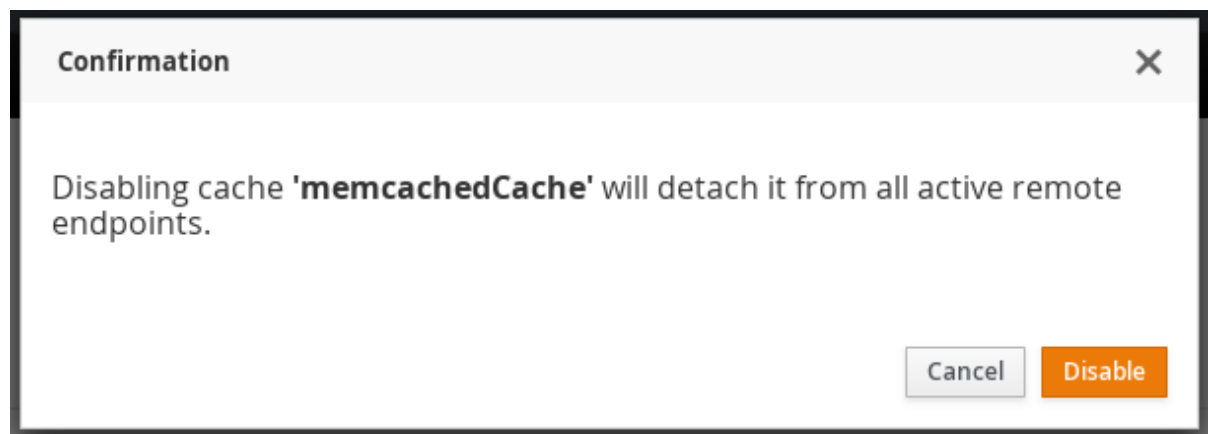 Confirmation
Disabling cache 'memcachedCache' will detach it from all active remote
endpoints.
Cancel Disable